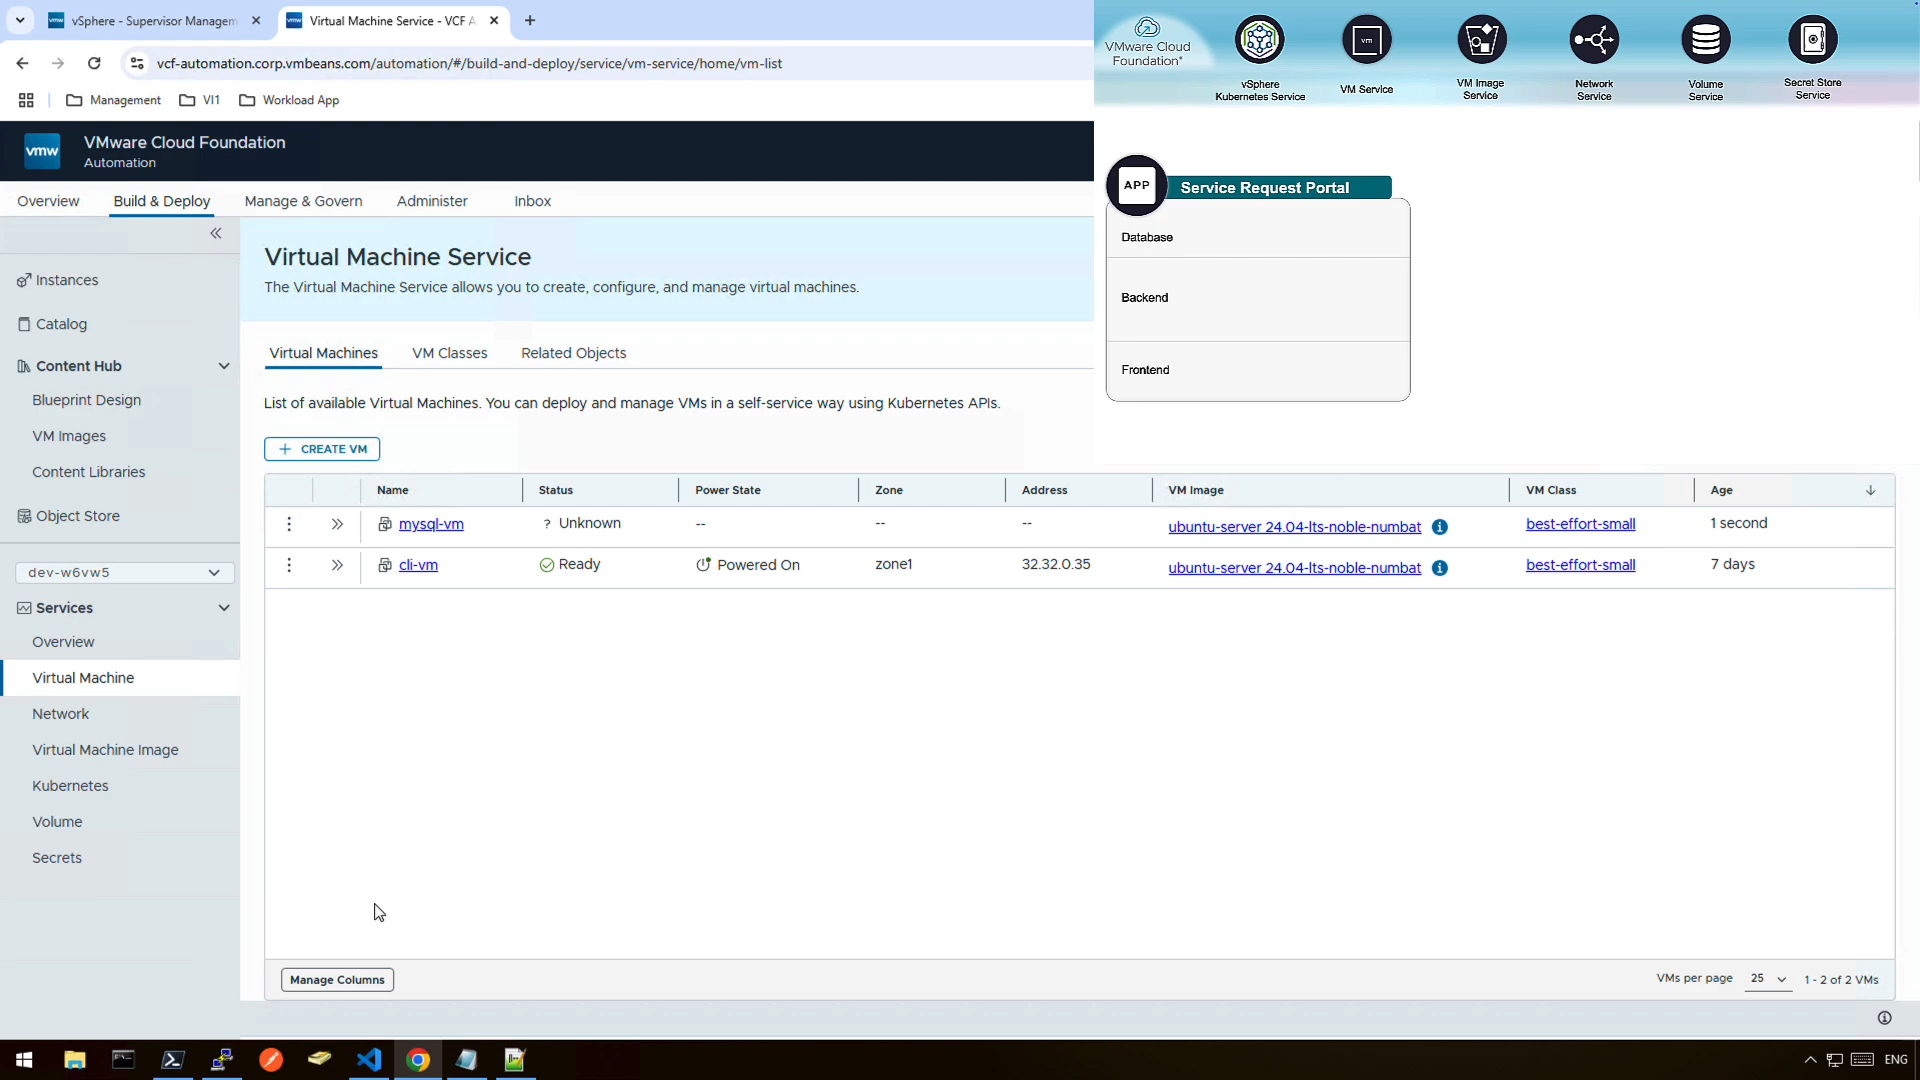 vSphere - Supervisor Managem
Virtual Machine Service - VCF A
vcf-automation.corp.vmbeans.com/automation/#/build-and-deploy/service/vm-service/home/vm-list
Management
VI1
Workload App
VMware Cloud
Foundation®
vSphere
Kubernetes Service
vm
VM Service
VM Image
Service
Network
Service
Volume
Service
Secret Store
Service
vmw
VMware Cloud Foundation
Automation
Overview
Build & Deploy
Manage & Govern
Administer
Inbox
APP
Service Request Portal
Database
Backend
Frontend
Instances
Catalog
Content Hub
Blueprint Design
VM Images
Content Libraries
Object Store
dev-w6vw5
Services
Overview
Virtual Machine
Network
Virtual Machine Image
Kubernetes
Volume
Secrets
Virtual Machine Service
The Virtual Machine Service allows you to create, configure, and manage virtual machines.
Virtual Machines
VM Classes
Related Objects
List of available Virtual Machines. You can deploy and manage VMs in a self-service way using Kubernetes APIs.
+ CREATE VM
Name Status Power State Zone Address VM Image VM Class Age
mysql-vm ? Unknown -- -- -- ubuntu-server 24.04-lts-noble-numbat best-effort-small 1 second
cli-vm Ready Powered On zone1 32.32.0.35 ubuntu-server 24.04-lts-noble-numbat best-effort-small 7 days
Manage Columns
VMs per page 25 1 - 2 of 2 VMs
ENG